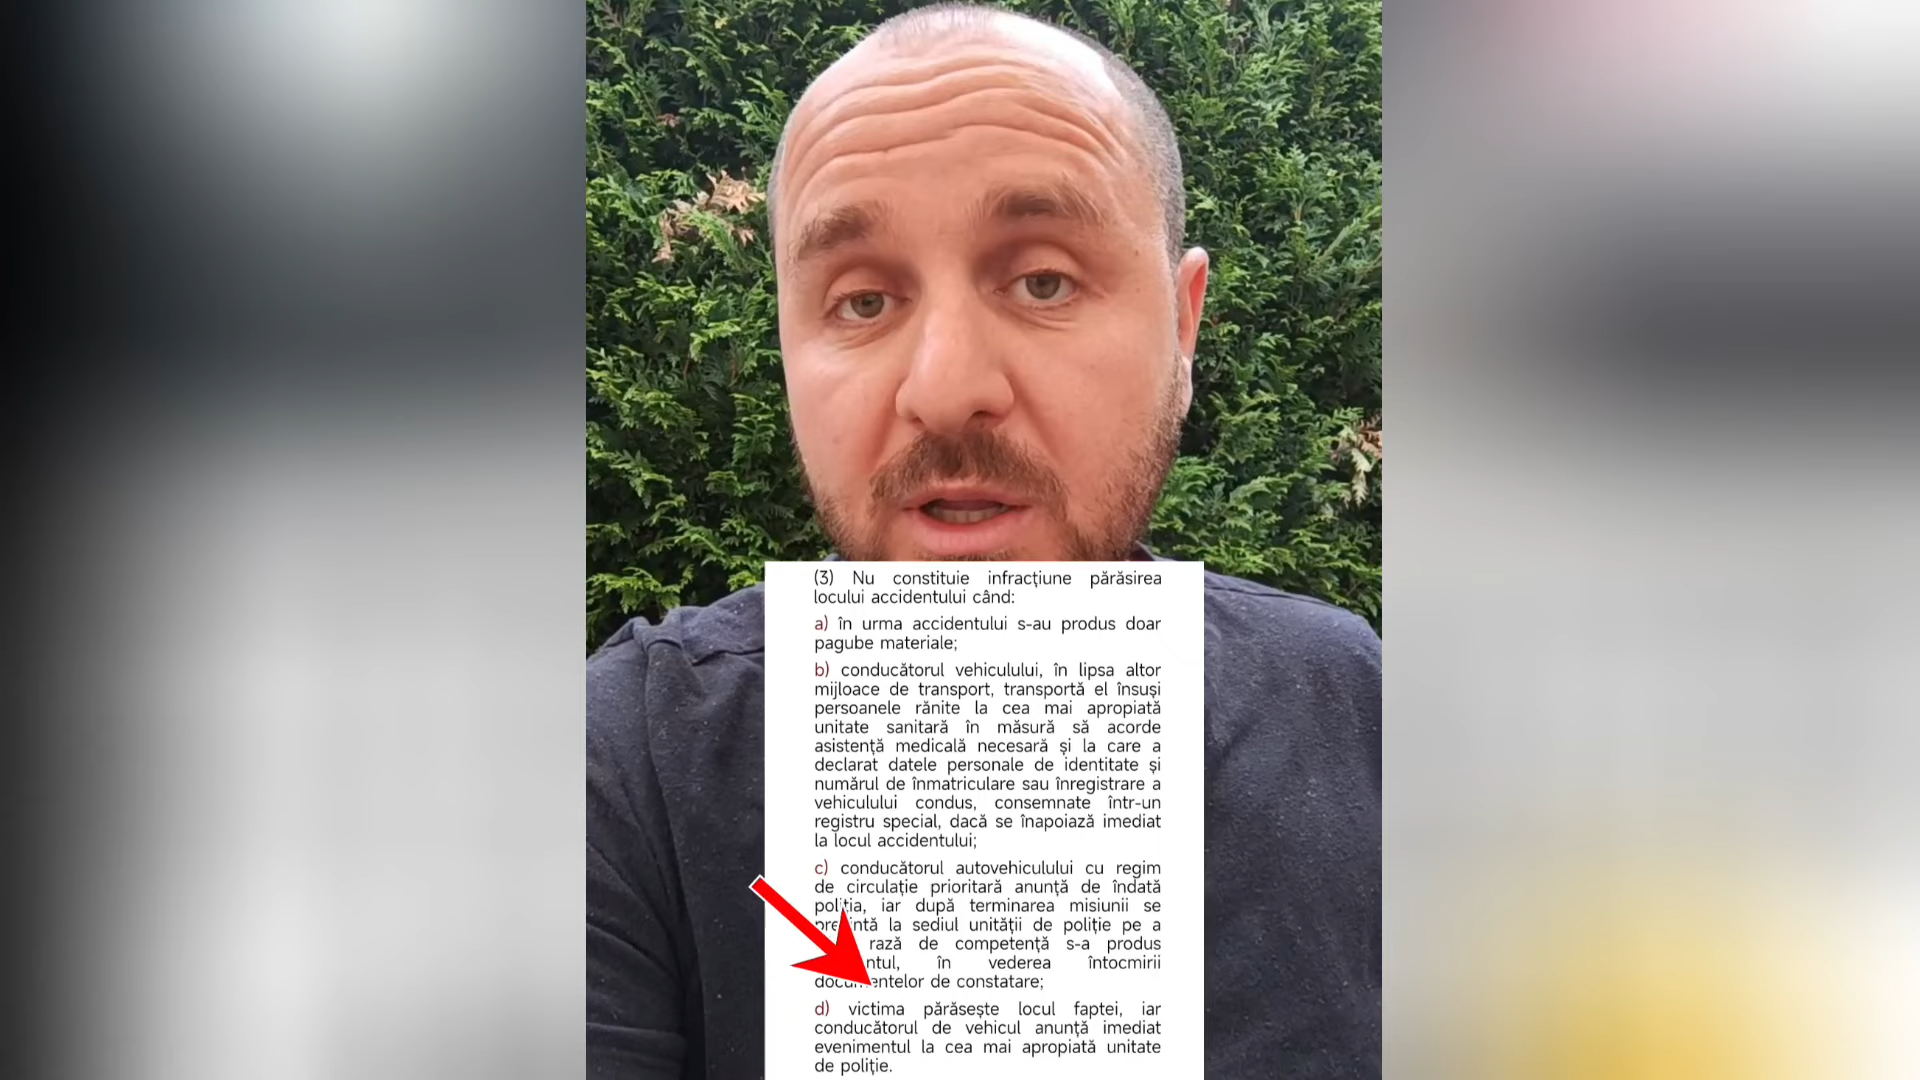 (3) Nu constituie infracțiune părăsirea
locului accidentului când:
a) în urma accidentului s-au produs doar
pagube materiale;
b) conducătorul vehiculului, în lipsa altor
mijloace de transport, transportă el însuși
persoanele rănite la cea mai apropiată
unitate sanitară în măsură să acorde
asistență medicală necesară și la care a
declarat datele personale de identitate și
numărul de înmatriculare sau înregistrare a
vehiculului condus, consemnate într-un
registru special, dacă se înapoiază imediat
la locul accidentului;
c) conducătorul autovehiculului cu regim
de circulație prioritară anunță de îndată
poliția, iar după terminarea misiunii se
la sediul unității de poliție pe a
rază de competență s-a produs
în vederea întocmirii
documentelor de constatare;
d) victima părăsește locul faptei, iar
conducătorul de vehicul anunță imediat
evenimentul la cea mai apropiată unitate
de poliție.